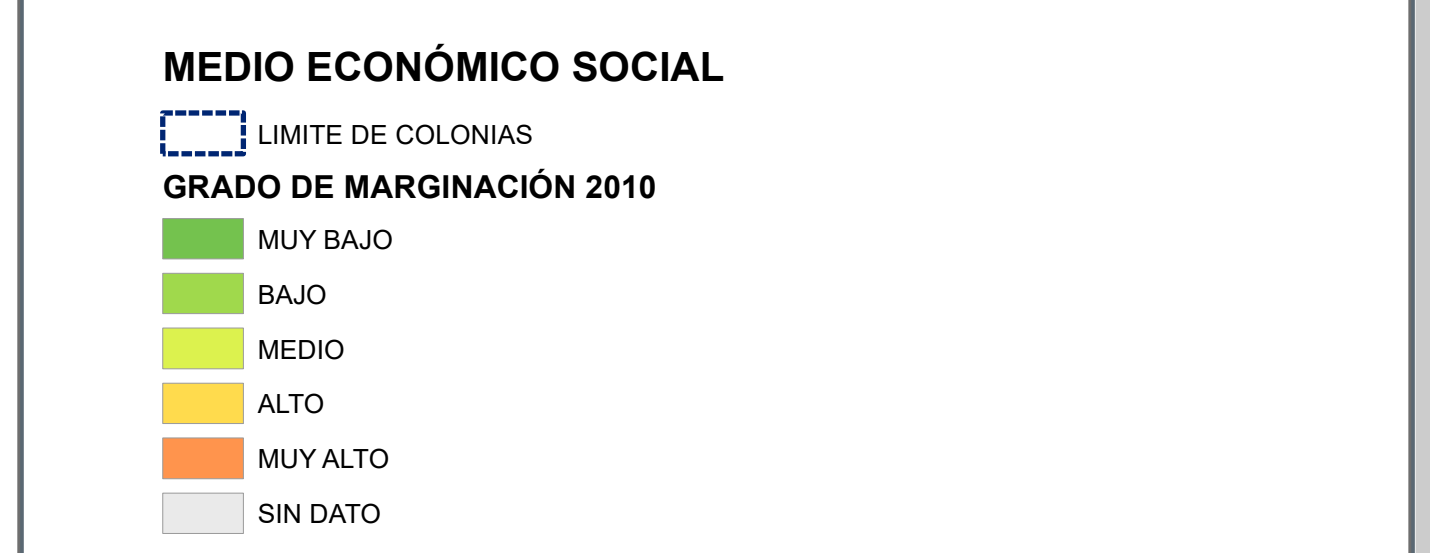 MEDIO ECONÓMICO SOCIAL
LIMITE DE COLONIAS
GRADO DE MARGINACIÓN 2010
MUY BAJO
BAJO
MEDIO
ALTO
MUY ALTO
SIN DATO